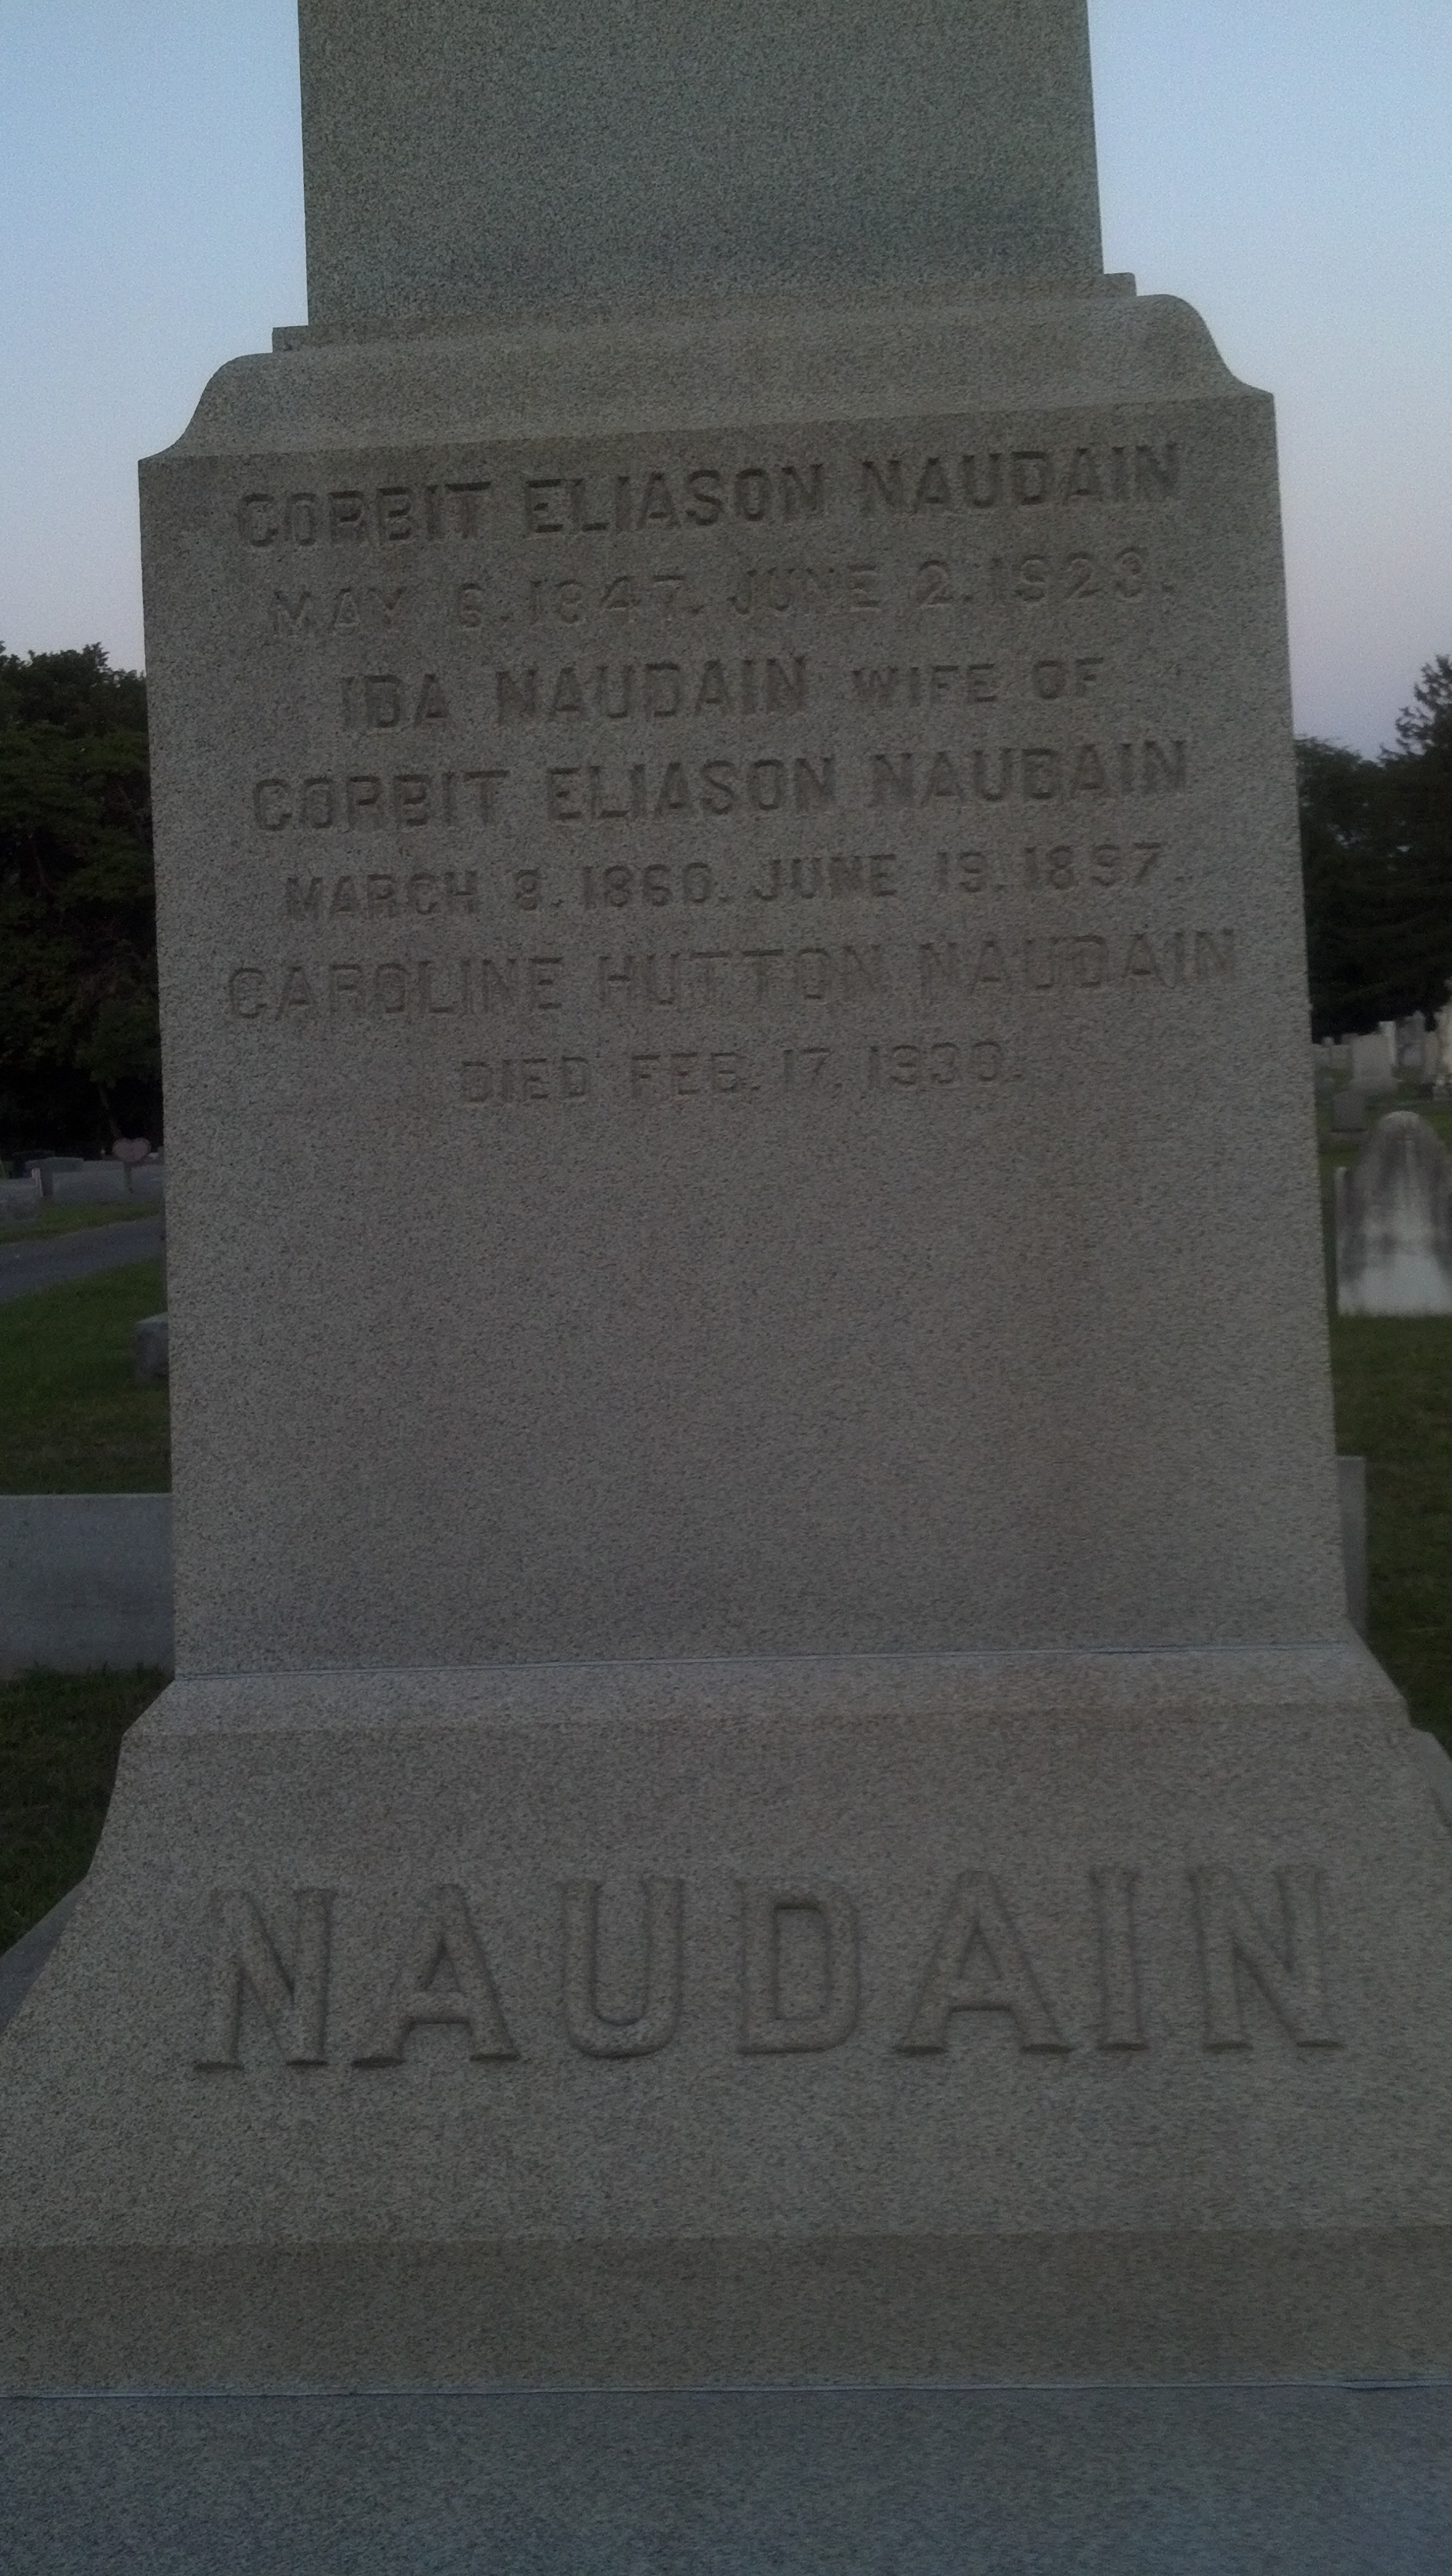 CORBIT ELIASON NAUDAIN
MAY 6. 1847. JUNE 2. 1923.
IDA NAUDAIN WIFE OF
CORBIT ELIASON NAUDAIN
MARCH 8. 1860. JUNE 19. 1897.
CAROLINE HUTTON NAUDAIN
DIED FEB. 17. 1930.
NAUDAIN